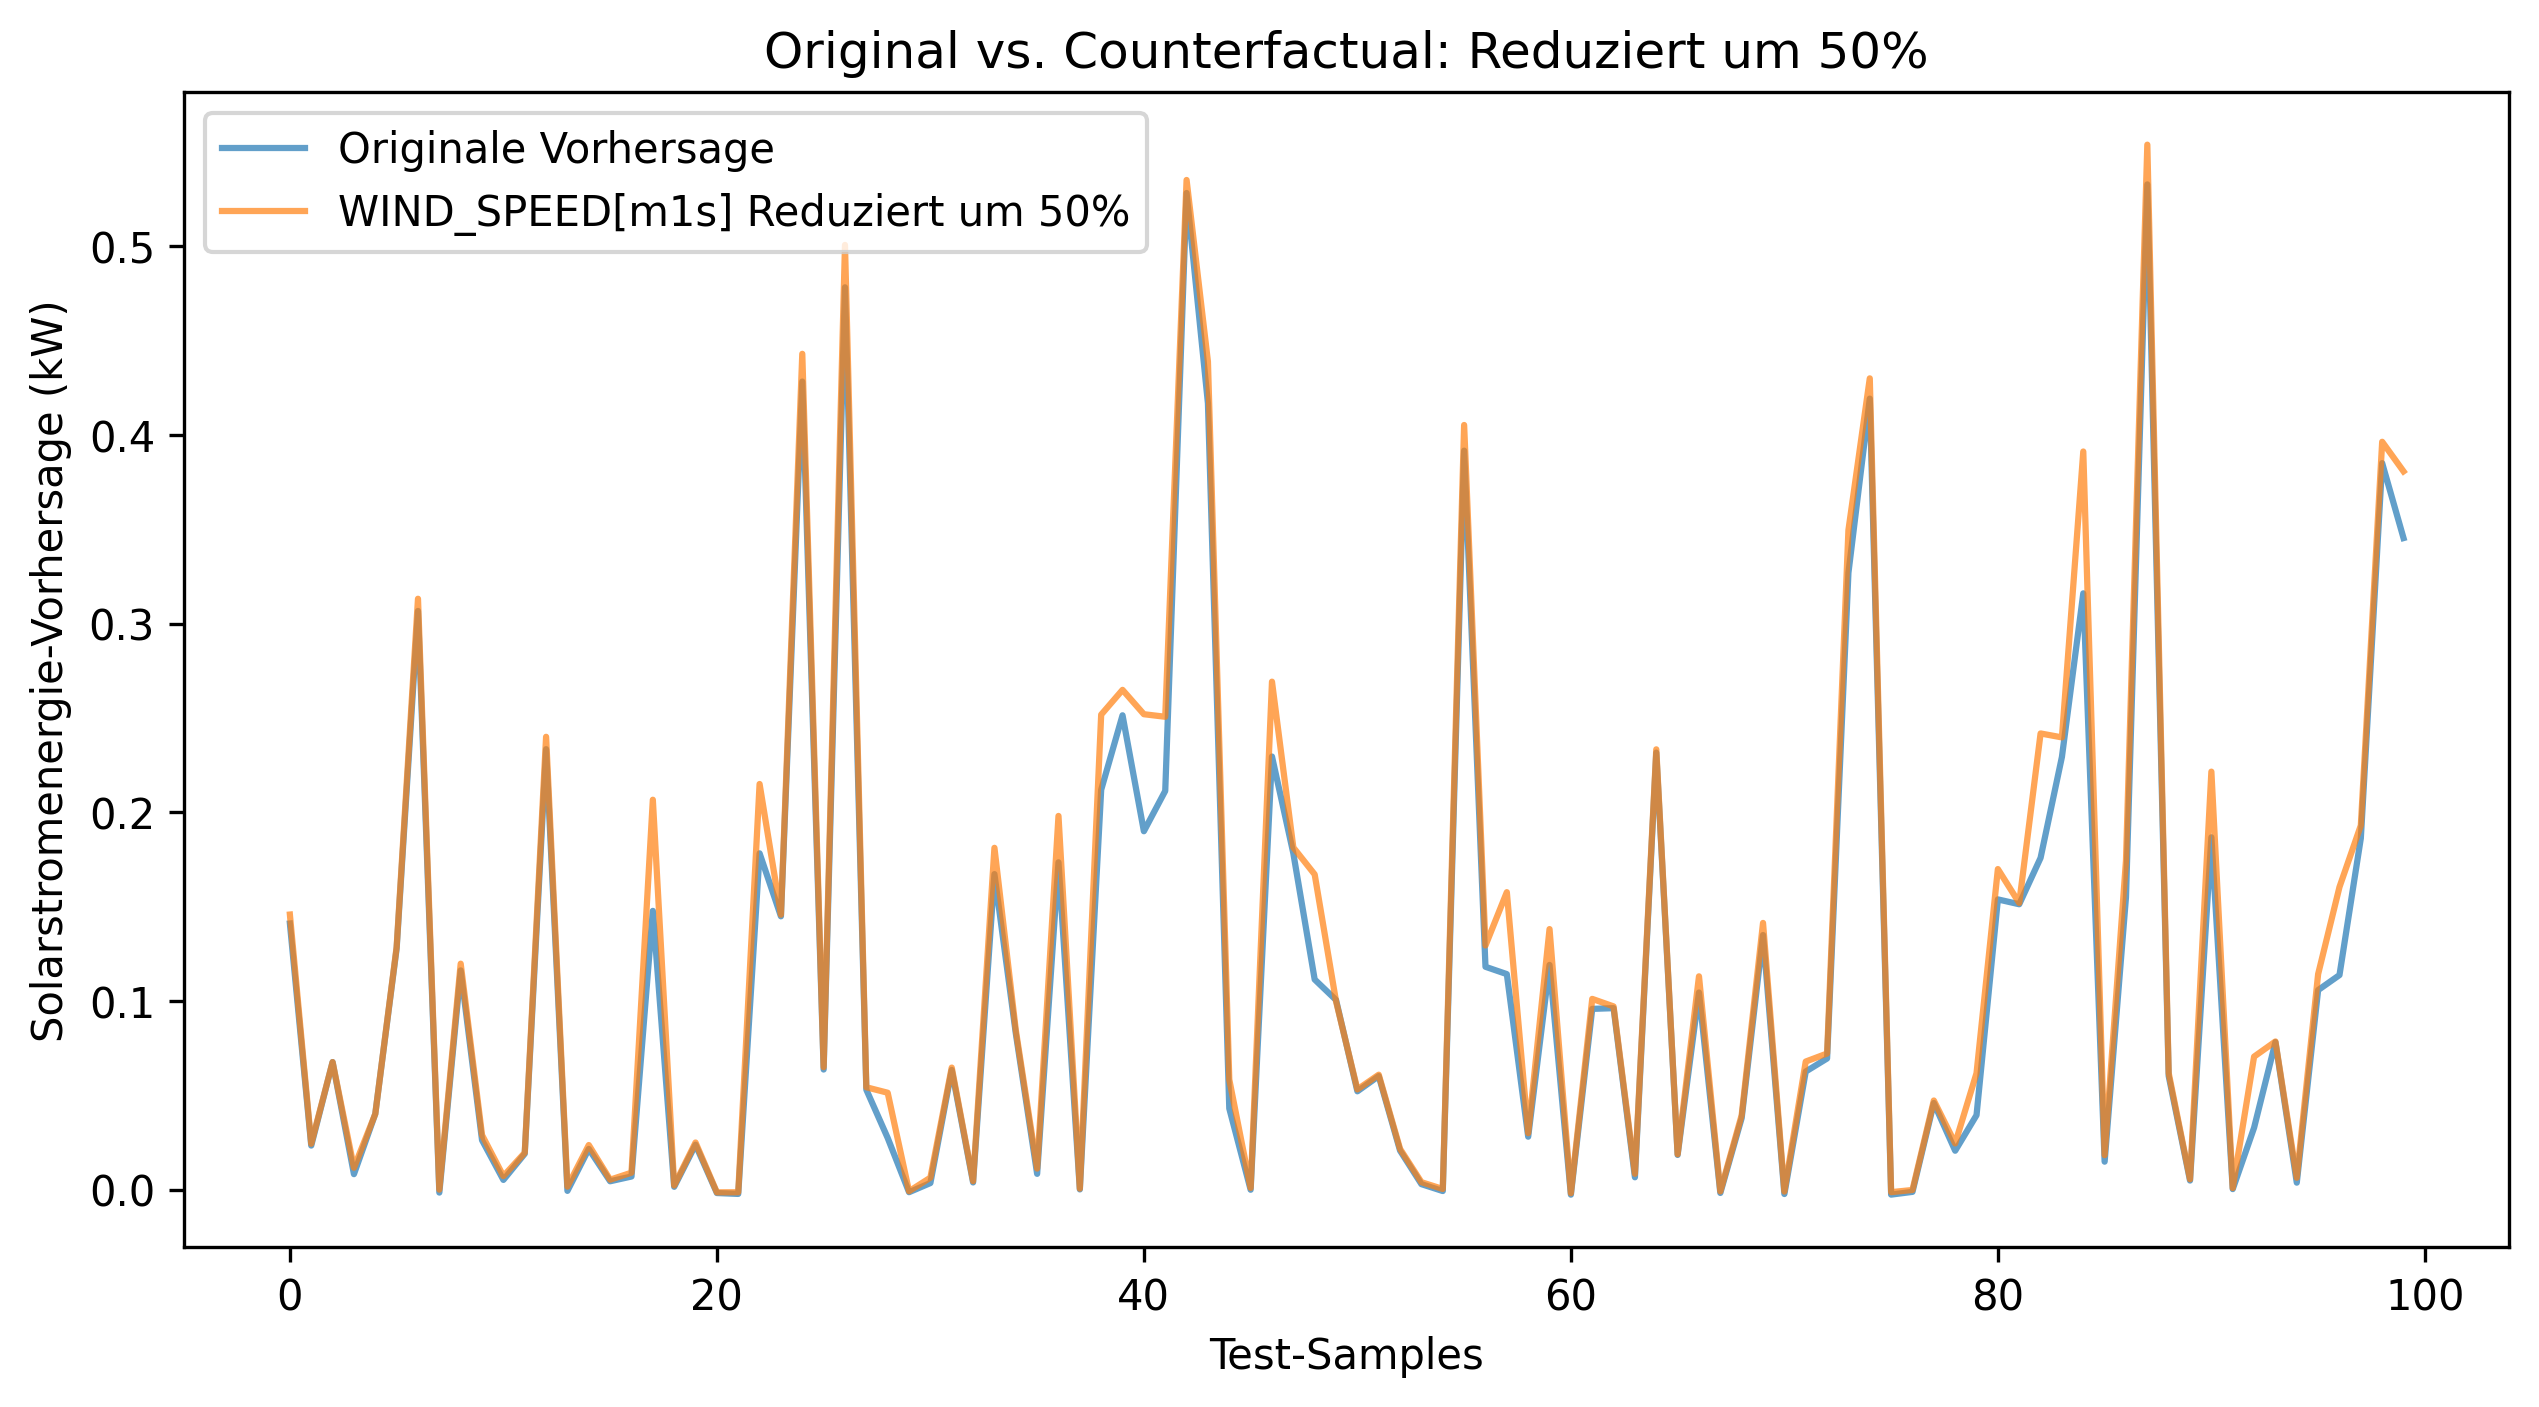 Original vs. Counterfactual: Reduziert um 50%
Originale Vorhersage
WIND_SPEED[m1s] Reduziert um 50%
Solarstromenergie-Vorhersage (kW)
0.5
0.4
0.3
0.2
0.1
0.0
0 20 40 60 80 100
Test-Samples